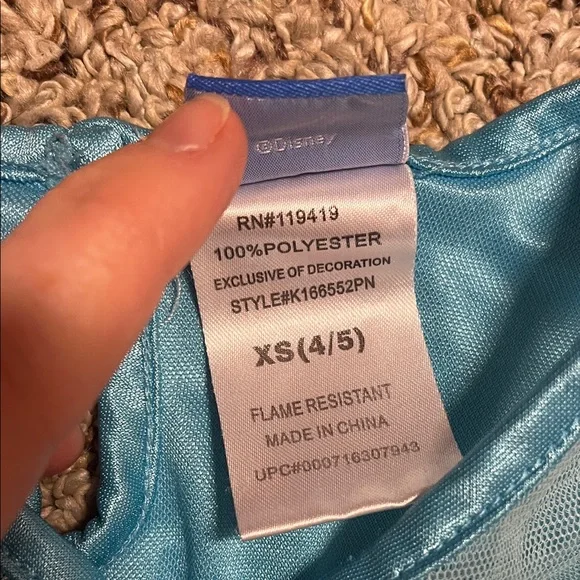 ©Disney
RN#119419
100%POLYESTER
EXCLUSIVE OF DECORATION
STYLE#K166552PN
XS(4/5)
FLAME RESISTANT
MADE IN CHINA
UPC#000716307943